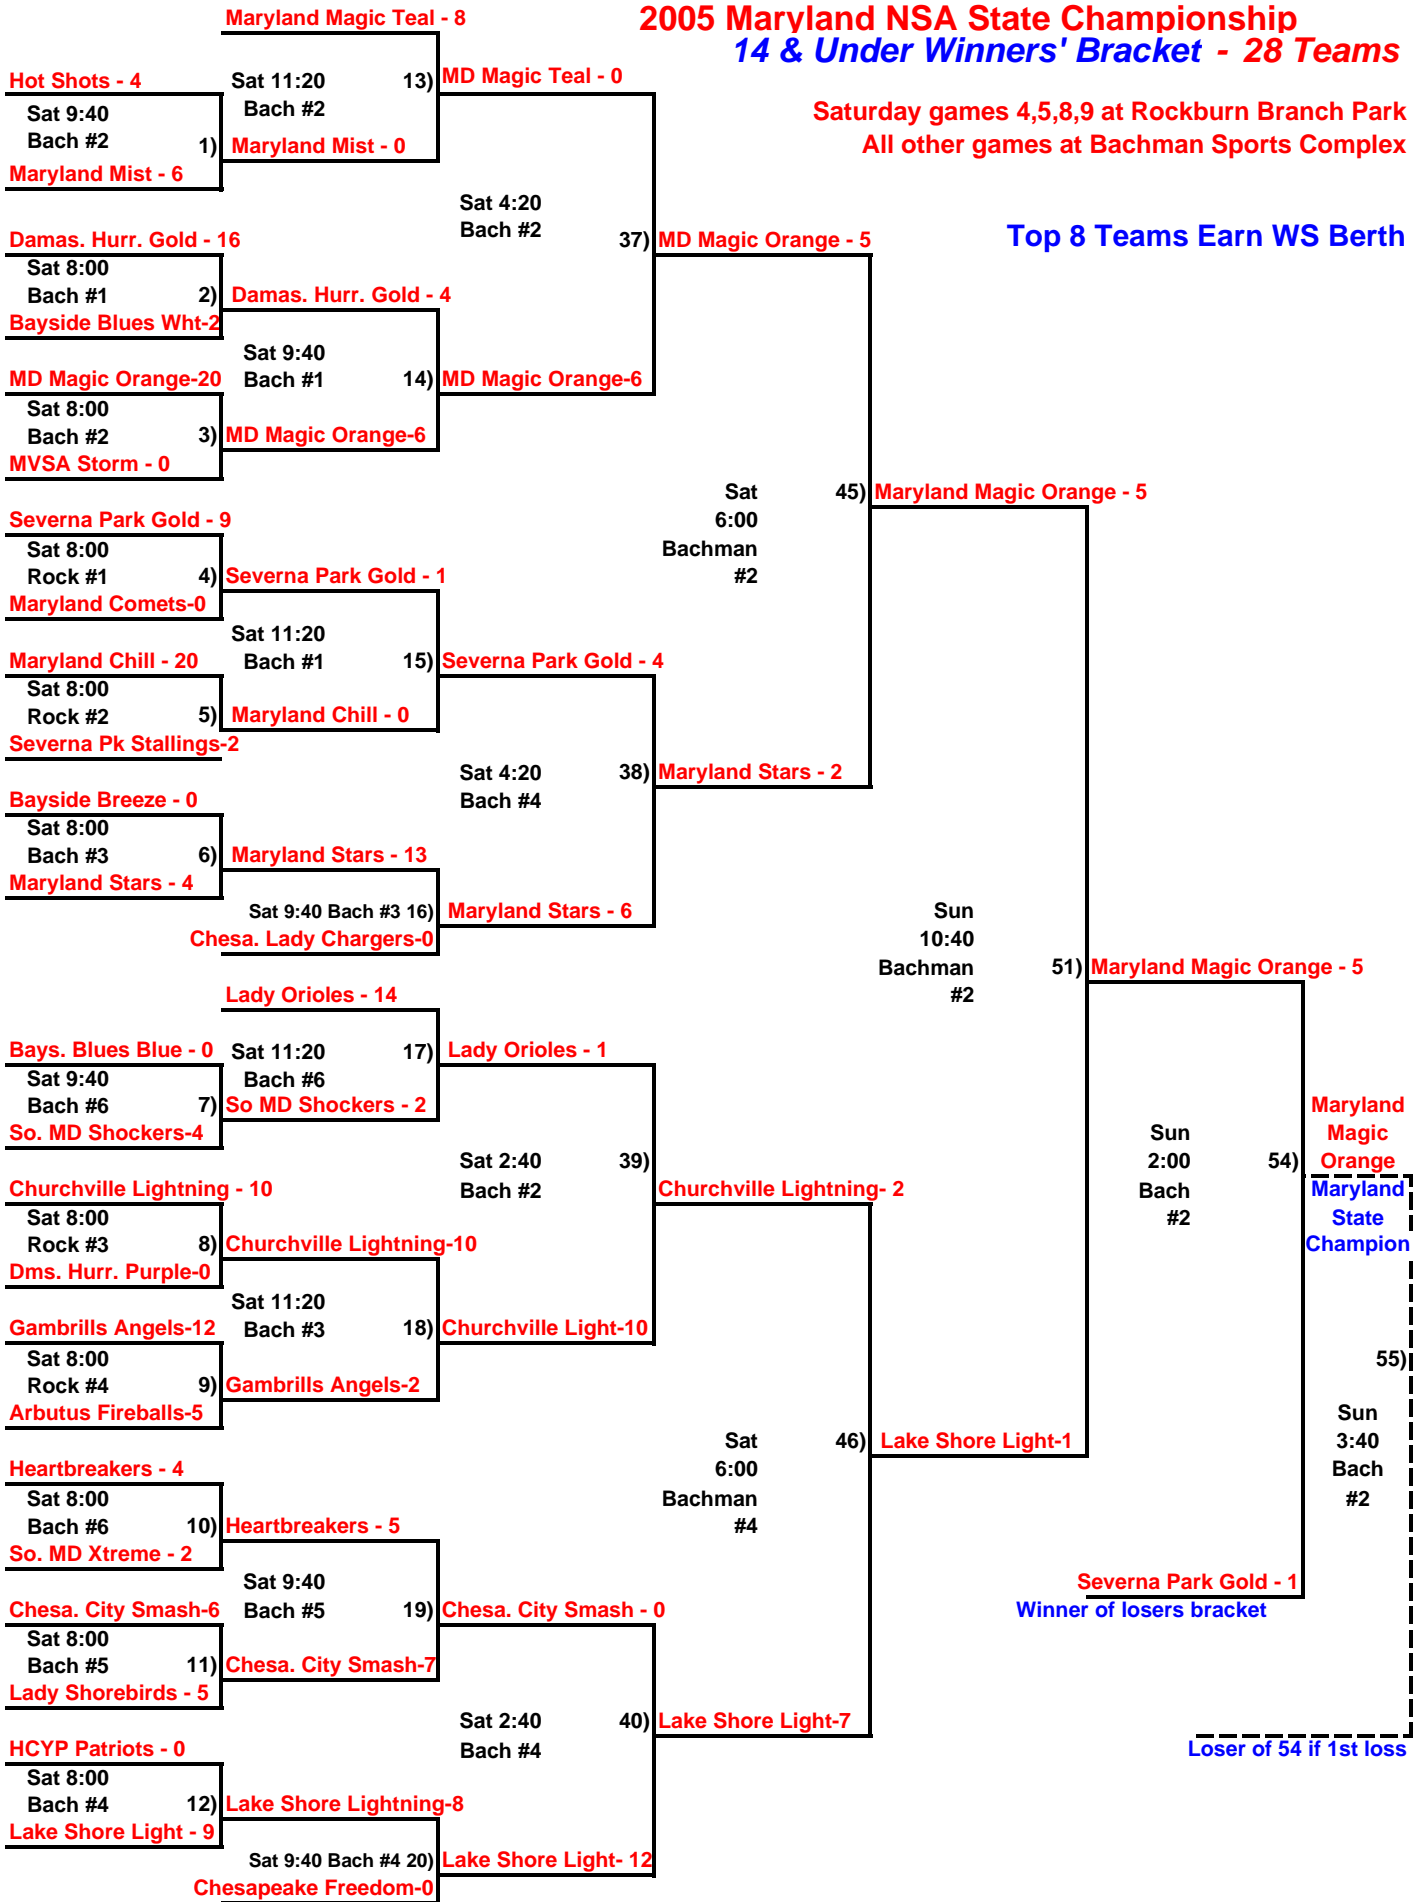 Maryland Magic Teal - 8
2005 Maryland NSA State Championship
14 & Under Winners' Bracket - 28 Teams
Hot Shots - 4
Sat 11:20
13)
MD Magic Teal - 0
Bach #2
Sat 9:40
Saturday games 4,5,8,9 at Rockburn Branch Park
Bach #2
1)
Maryland Mist - 0
All other games at Bachman Sports Complex
Maryland Mist - 6
Sat 4:20
Bach #2
37)
MD Magic Orange - 5
Top 8 Teams Earn WS Berth
Damas. Hurr. Gold - 16
Sat 8:00
Bach #1
2)
Damas. Hurr. Gold - 4
Bayside Blues Wht-2
Sat 9:40
Bach #1
14)
MD Magic Orange-6
MD Magic Orange-20
Sat 8:00
Bach #2
3)
MD Magic Orange-6
MVSA Storm - 0
Sat
6:00
Bachman
#2
45)
Maryland Magic Orange - 5
Severna Park Gold - 9
Sat 8:00
Rock #1
4)
Severna Park Gold - 1
Maryland Comets-0
Sat 11:20
Bach #1
15)
Severna Park Gold - 4
Maryland Chill - 20
Sat 8:00
Rock #2
5)
Maryland Chill - 0
Severna Pk Stallings-2
Sat 4:20
Bach #4
38)
Maryland Stars - 2
Bayside Breeze - 0
Sat 8:00
Bach #3
6)
Maryland Stars - 13
Maryland Stars - 4
Sat 9:40 Bach #3 16)
Maryland Stars - 6
Chesa. Lady Chargers-0
Sun
10:40
Bachman
#2
51)
Maryland Magic Orange - 5
Lady Orioles - 14
Bays. Blues Blue - 0
Sat 11:20
Bach #6
17)
Lady Orioles - 1
Sat 9:40
Bach #6
7)
So MD Shockers - 2
So. MD Shockers-4
Sat 2:40
Bach #2
39)
Churchville Lightning- 2
Sun
2:00
Bach
#2
54)
Maryland
Magic
Orange
Maryland
State
Champion
Churchville Lightning - 10
Sat 8:00
Rock #3
8)
Churchville Lightning-10
Dms. Hurr. Purple-0
Sat 11:20
Bach #3
18)
Churchville Light-10
Gambrills Angels-12
Sat 8:00
Rock #4
9)
Gambrills Angels-2
Arbutus Fireballs-5
55)
Sun
3:40
Bach
#2
Sat
6:00
Bachman
#4
46)
Lake Shore Light-1
Heartbreakers - 4
Sat 8:00
Bach #6
10)
Heartbreakers - 5
So. MD Xtreme - 2
Sat 9:40
Bach #5
19)
Chesa. City Smash - 0
Severna Park Gold - 1
Winner of losers bracket
Chesa. City Smash-6
Sat 8:00
Bach #5
11)
Chesa. City Smash-7
Lady Shorebirds - 5
Sat 2:40
Bach #4
40)
Lake Shore Light-7
Loser of 54 if 1st loss
HCYP Patriots - 0
Sat 8:00
Bach #4
12)
Lake Shore Lightning-8
Lake Shore Light - 9
Sat 9:40 Bach #4 20)
Lake Shore Light- 12
Chesapeake Freedom-0